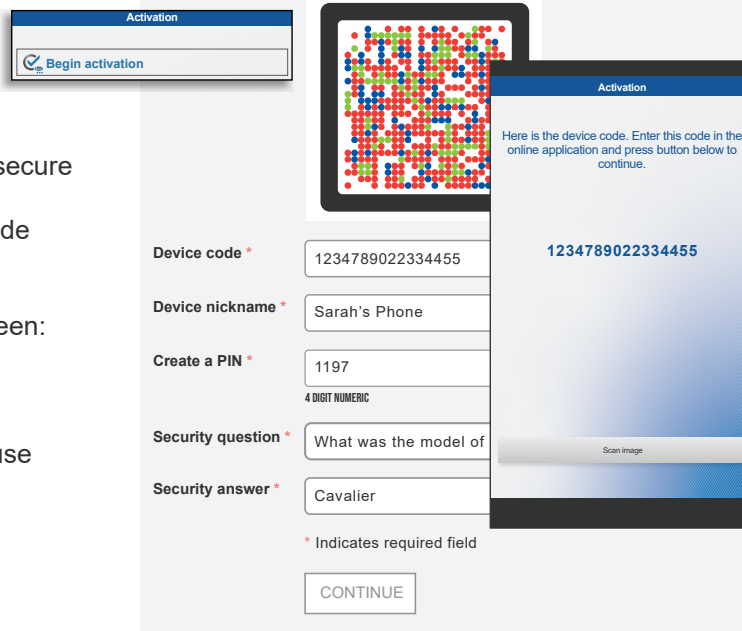 Activation
Begin activation
secure
de
een:
use
Device code *
1234789022334455
Device nickname *
Sarah's Phone
Create a PIN *
1197
4 DIGIT NUMERIC
Security question *
What was the model of
Security answer *
Cavalier
* Indicates required field
CONTINUE
Activation
Here is the device code. Enter this code in the
online application and press button below to
continue.
1234789022334455
Scan image